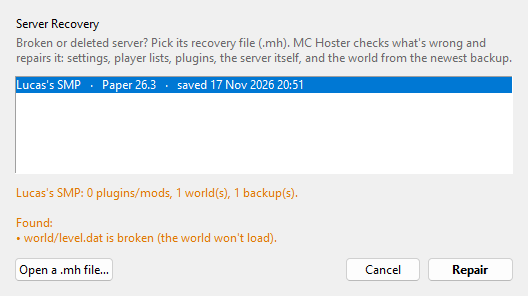 Server Recovery
Broken or deleted server? Pick its recovery file (.mh). MC Hoster checks what's wrong and
repairs it: settings, player lists, plugins, the server itself, and the world from the newest backup.
Lucas's SMP · Paper 26.3 · saved 17 Nov 2026 20:51
Lucas's SMP: 0 plugins/mods, 1 world(s), 1 backup(s).
Found:
• world/level.dat is broken (the world won't load).
Open a .mh file...
Cancel
Repair